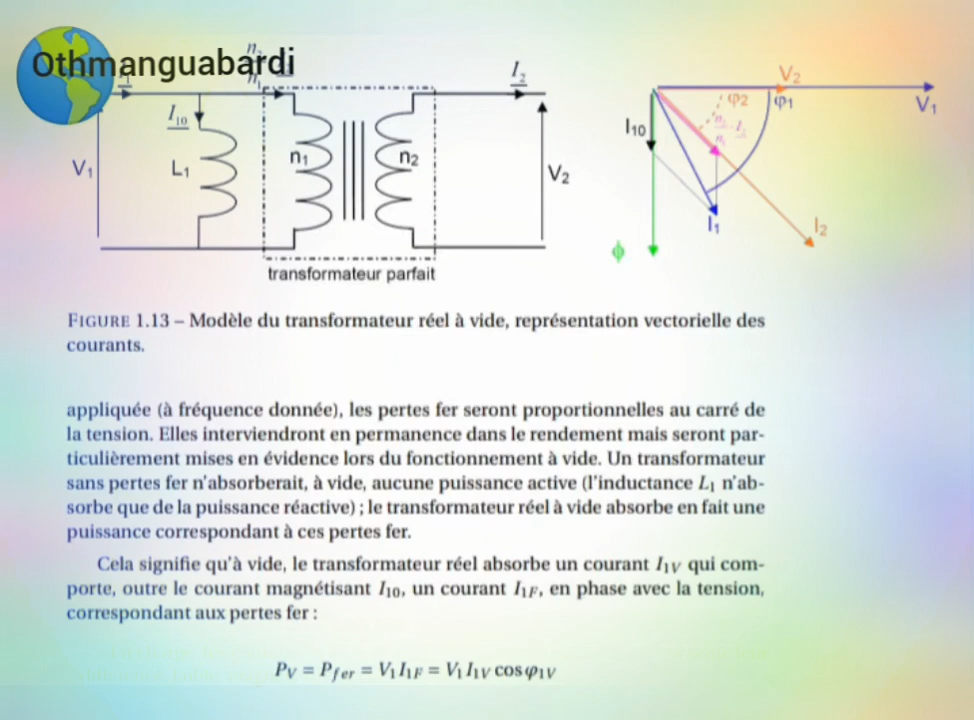 Othmanguabardi
I₂
V₂
φ2
φ1
V₁
I₁₀
I₁₀
n₁
n₂
V₁
L₁
V₂
I₁
I₂
ϕ
transformateur parfait
FIGURE 1.13 – Modèle du transformateur réel à vide, représentation vectorielle des
courants.
appliquée (à fréquence donnée), les pertes fer seront proportionnelles au carré de
la tension. Elles interviendront en permanence dans le rendement mais seront par-
ticulièrement mises en évidence lors du fonctionnement à vide. Un transformateur
sans pertes fer n'absorberait, à vide, aucune puissance active (l'inductance L₁ n'ab-
sorbe que de la puissance réactive) ; le transformateur réel à vide absorbe en fait une
puissance correspondant à ces pertes fer.
Cela signifie qu'à vide, le transformateur réel absorbe un courant I₁V qui com-
porte, outre le courant magnétisant I₁₀, un courant I₁F, en phase avec la tension,
correspondant aux pertes fer :
PV = Pfer = V₁I₁F = V₁I₁V cos φ₁V